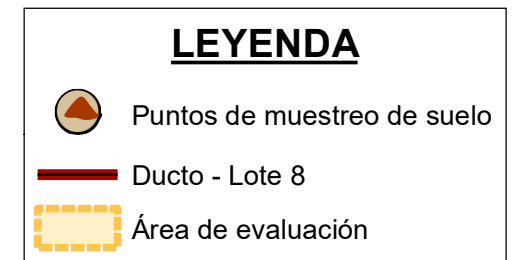 LEYENDA
Puntos de muestreo de suelo
Ducto - Lote 8
Área de evaluación